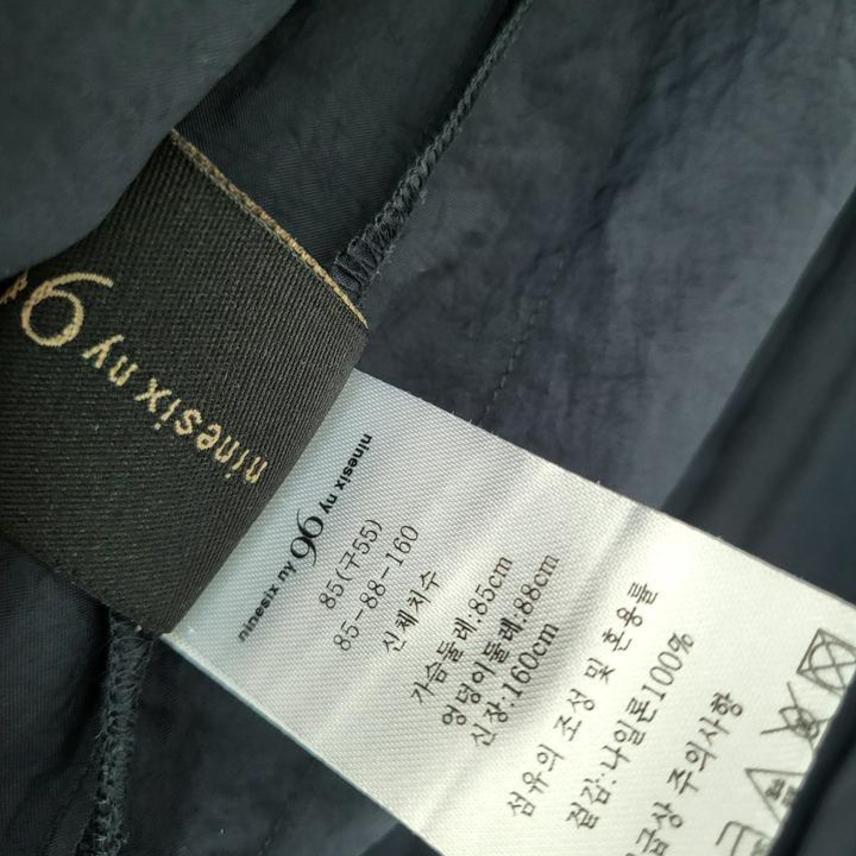 96
ninesix ny
ninesix ny 96 ninesix ny
85(구55)
85-88-160
신체치수
가슴둘레.85cm
엉덩이둘레.88cm
신장:160cm
섬유의 조성 및 혼용률
겉감:나일론100%
취급상 주의사항